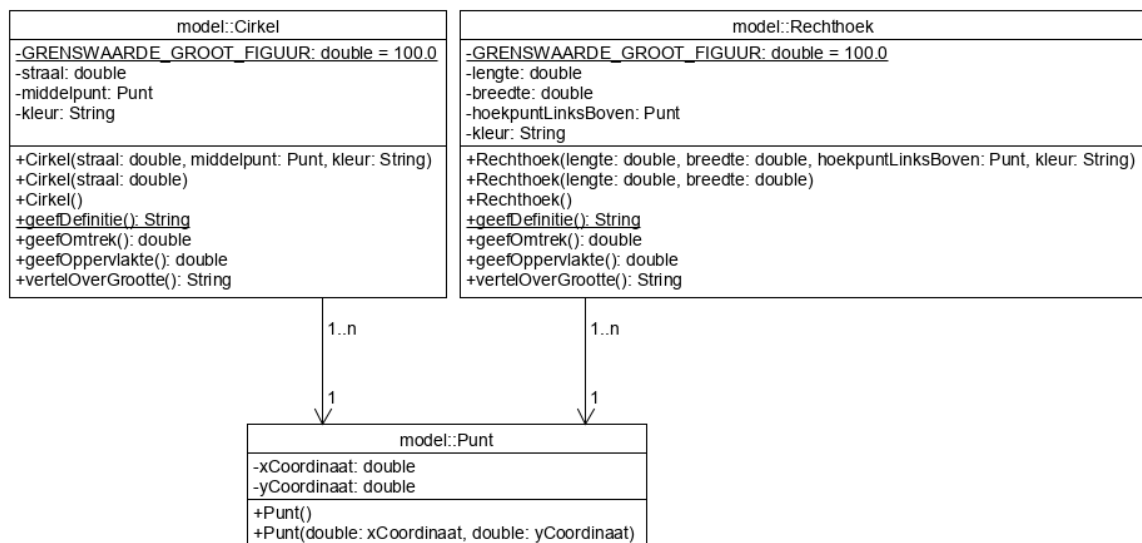 model::Cirkel
-GRENSWAARDE_GROOT_FIGUUR: double = 100.0
-straal: double
-middelpunt: Punt
-kleur: String
+Cirkel(straal: double, middelpunt: Punt, kleur: String)
+Cirkel(straal: double)
+Cirkel()
+geefDefinitie(): String
+geefOmtrek(): double
+geefOppervlakte(): double
+vertelOverGrootte(): String
model::Rechthoek
-GRENSWAARDE_GROOT_FIGUUR: double = 100.0
-lengte: double
-breedte: double
-hoekpuntLinksBoven: Punt
-kleur: String
+Rechthoek(lengte: double, breedte: double, hoekpuntLinksBoven: Punt, kleur: String)
+Rechthoek(lengte: double, breedte: double)
+Rechthoek()
+geefDefinitie(): String
+geefOmtrek(): double
+geefOppervlakte(): double
+vertelOverGrootte(): String
1..n
1..n
1
1
model::Punt
-xCoordinaat: double
-yCoordinaat: double
+Punt()
+Punt(double: xCoordinaat, double: yCoordinaat)